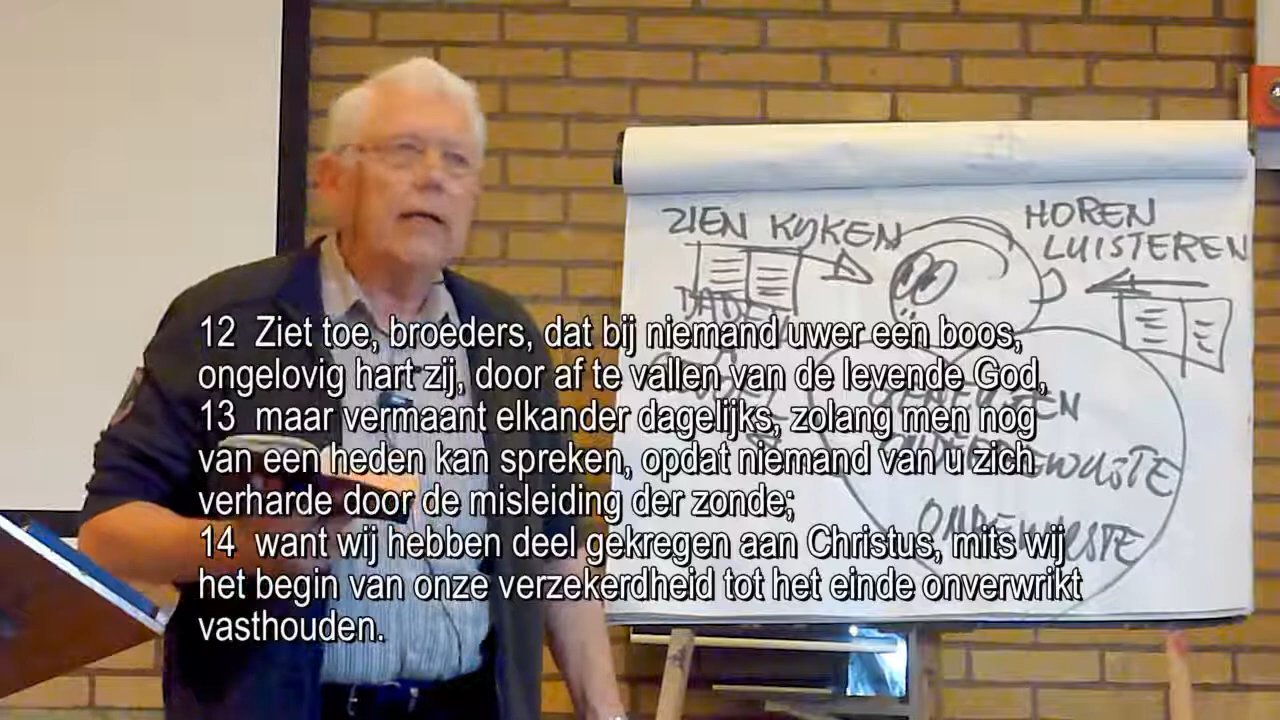 ZIEN KYKEN
HOREN
LUISTEREN
12 Ziet toe, broeders, dat bij niemand uwer een boos,
ongelovig hart zij, door af te vallen van de levende God,
13 maar vermaant elkander dagelijks, zolang men nog
van een heden kan spreken, opdat niemand van u zich
verharde door de misleiding der zonde;
14 want wij hebben deel gekregen aan Christus, mits wij
het begin van onze verzekerdheid tot het einde onverwrikt
vasthouden.